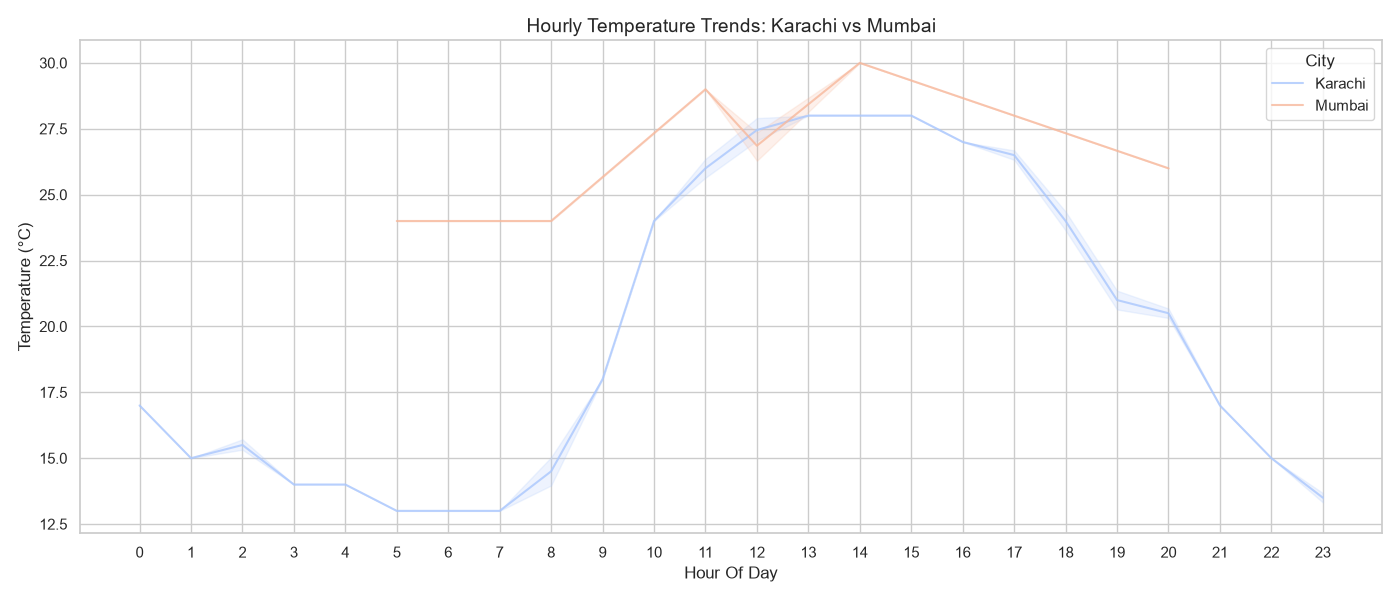 Hourly Temperature Trends: Karachi vs Mumbai
City
Karachi
Mumbai
Temperature (°C)
30.0
27.5
25.0
22.5
20.0
17.5
15.0
12.5
0 1 2 3 4 5 6 7 8 9 10 11 12 13 14 15 16 17 18 19 20 21 22 23
Hour Of Day